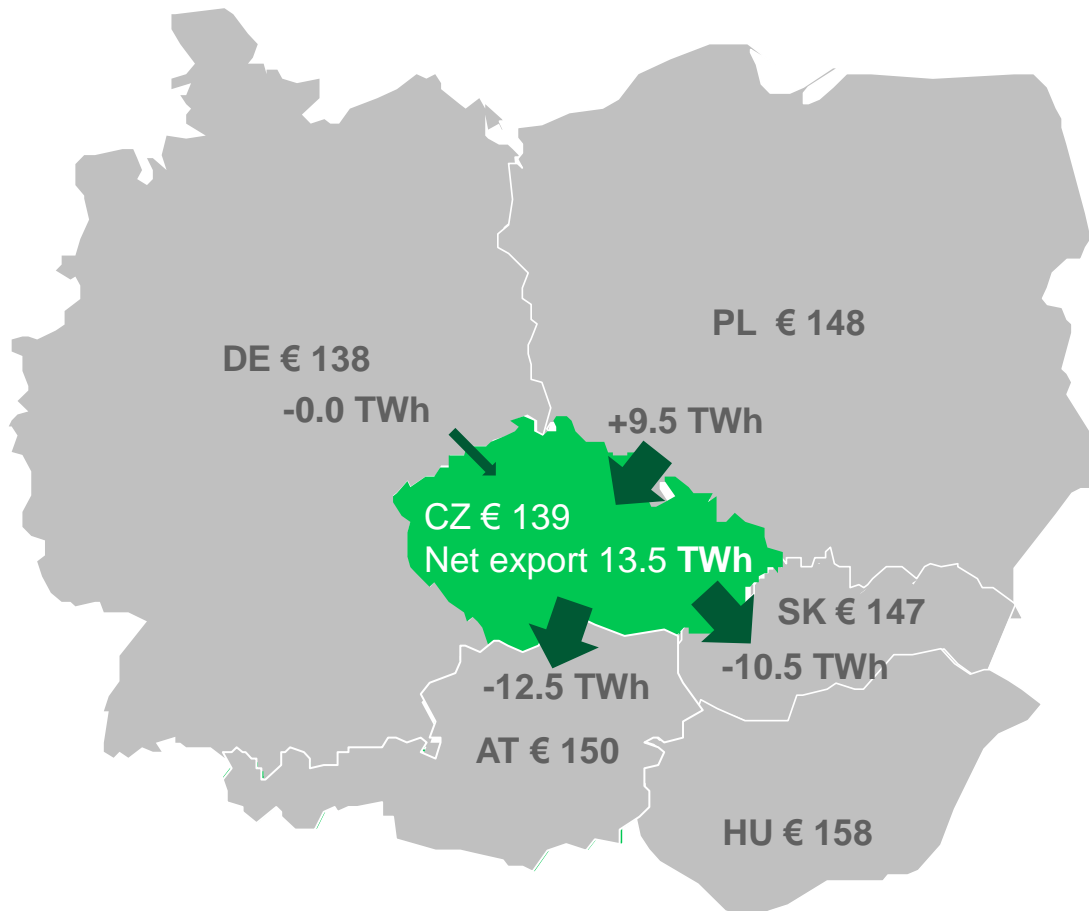 PL € 148
DE € 138
-0.0 TWh
+9.5 TWh
CZ € 139
Net export 13.5 TWh
SK € 147
-10.5 TWh
-12.5 TWh
AT € 150
HU € 158